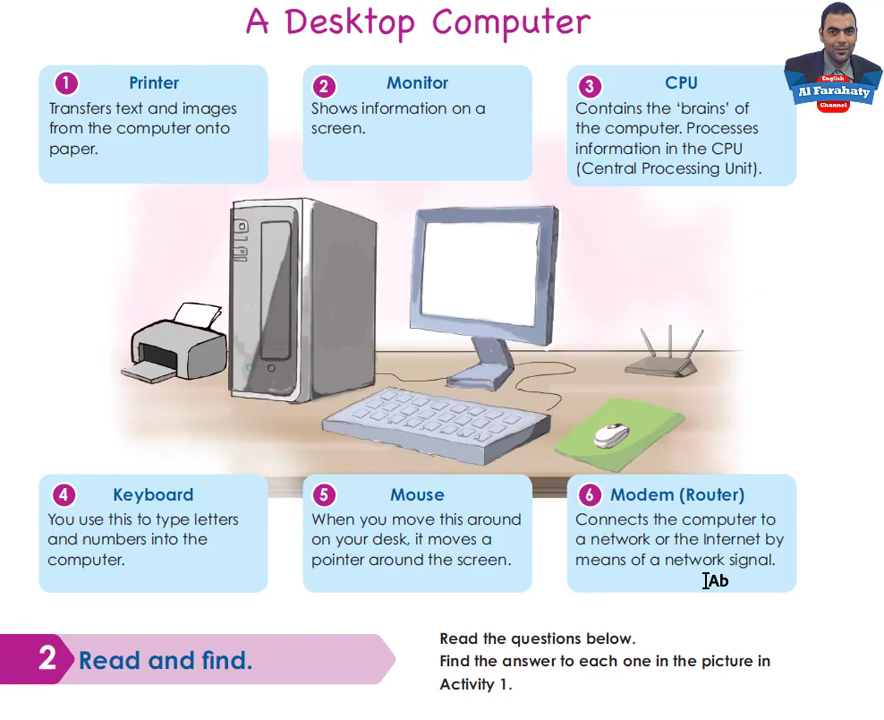 A Desktop Computer
English
Al Farahaty
Channel
1 Printer
Transfers text and images
from the computer onto
paper.
2 Monitor
Shows information on a
screen.
3 CPU
Contains the ‘brains’ of
the computer. Processes
information in the CPU
(Central Processing Unit).
4 Keyboard
You use this to type letters
and numbers into the
computer.
5 Mouse
When you move this around
on your desk, it moves a
pointer around the screen.
6 Modem (Router)
Connects the computer to
a network or the Internet by
means of a network signal.
Ab
2 Read and find.
Read the questions below.
Find the answer to each one in the picture in
Activity 1.